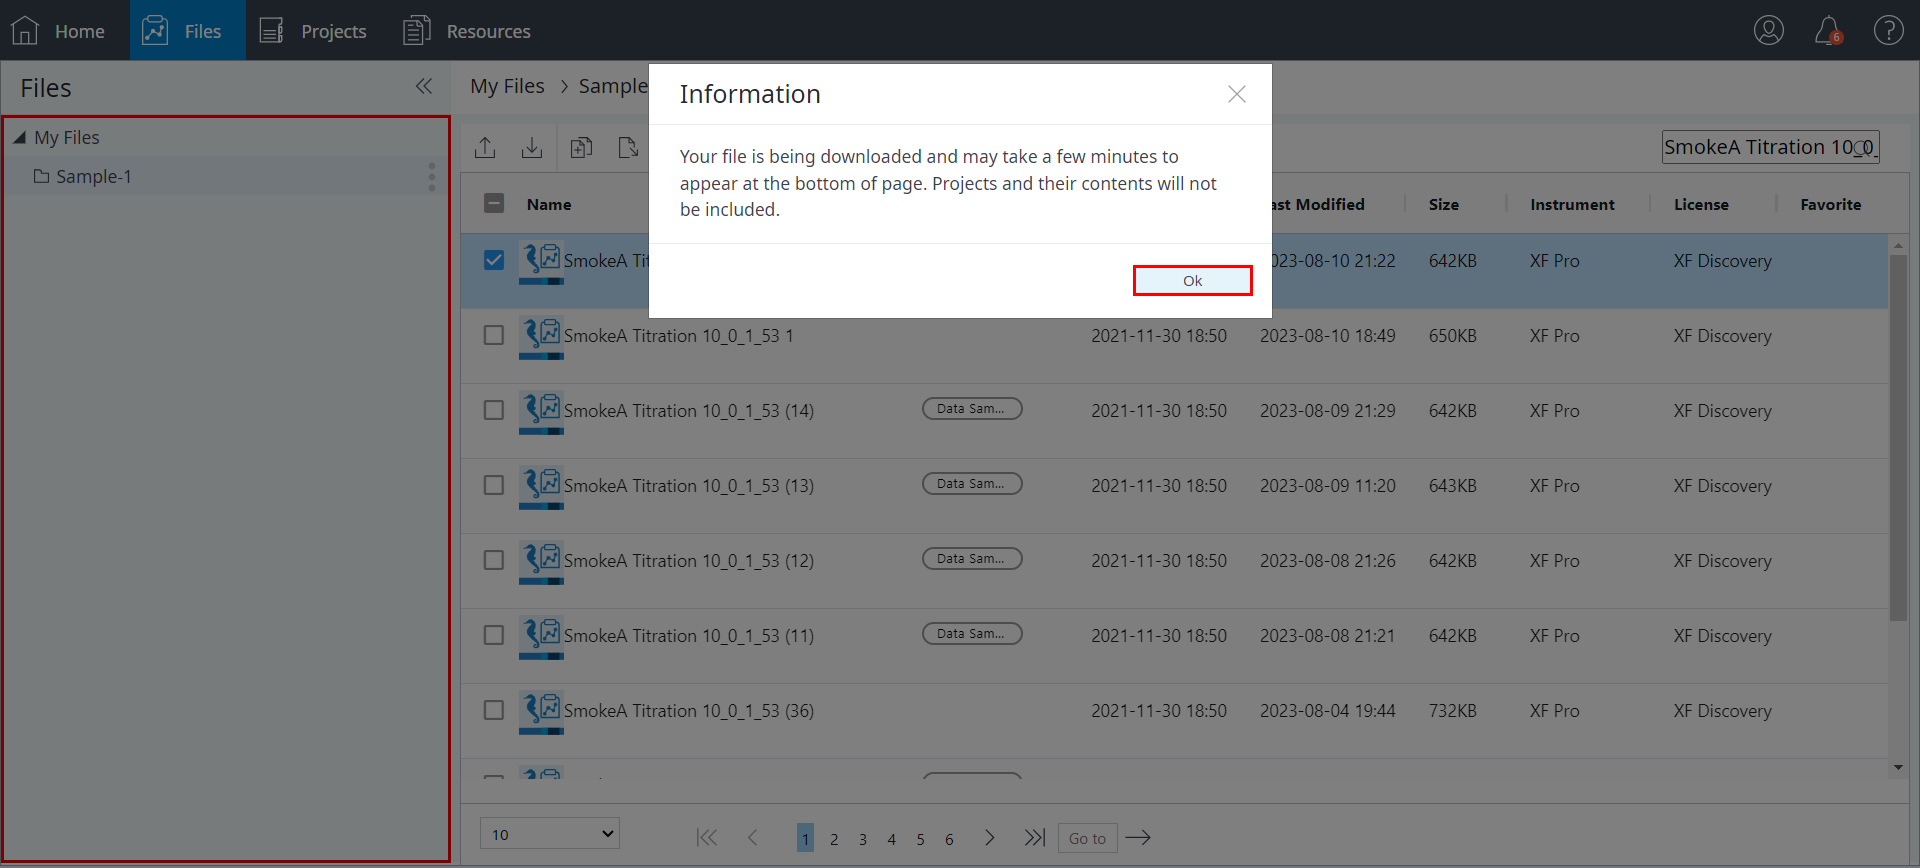 Home Files Projects Resources
6
?
Files
My Files
Sample-1
My Files > Sample
Information
Your file is being downloaded and may take a few minutes to
appear at the bottom of page. Projects and their contents will not
be included.
Ok
SmokeA Titration 10_0_
Name ast Modified Size Instrument License Favorite
SmokeA Tit 023-08-10 21:22 642KB XF Pro XF Discovery
SmokeA Titration 10_0_1_53 1 2021-11-30 18:50 2023-08-10 18:49 650KB XF Pro XF Discovery
SmokeA Titration 10_0_1_53 (14) Data Sam... 2021-11-30 18:50 2023-08-09 21:29 642KB XF Pro XF Discovery
SmokeA Titration 10_0_1_53 (13) Data Sam... 2021-11-30 18:50 2023-08-09 11:20 643KB XF Pro XF Discovery
SmokeA Titration 10_0_1_53 (12) Data Sam... 2021-11-30 18:50 2023-08-08 21:26 642KB XF Pro XF Discovery
SmokeA Titration 10_0_1_53 (11) Data Sam... 2021-11-30 18:50 2023-08-08 21:21 642KB XF Pro XF Discovery
SmokeA Titration 10_0_1_53 (36) 2021-11-30 18:50 2023-08-04 19:44 732KB XF Pro XF Discovery
10 1 2 3 4 5 6 Go to